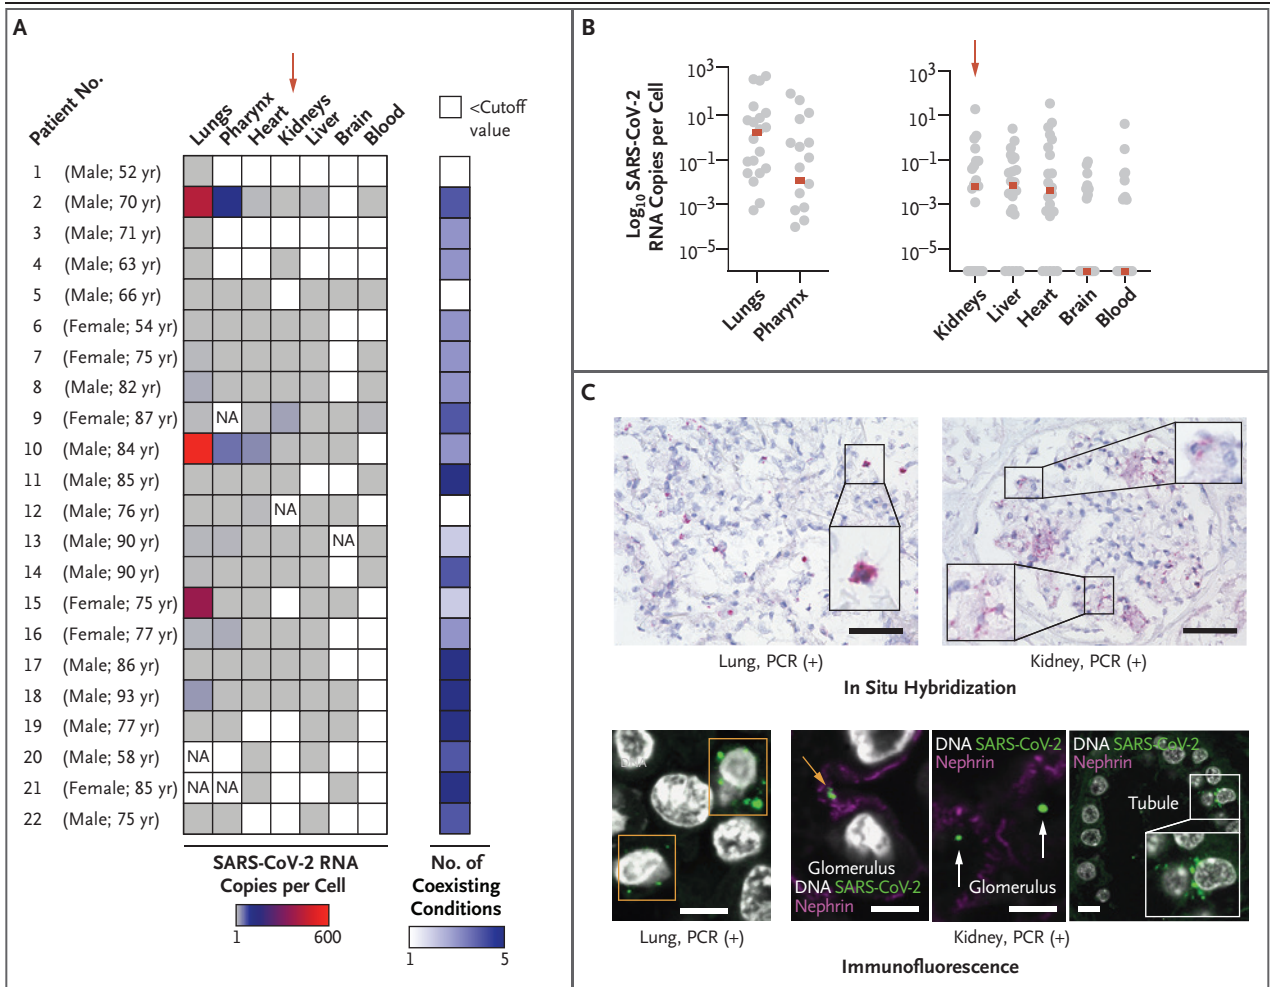 A
Patient No.
Lungs
Pharynx
Heart
Kidneys
Liver
Brain
Blood
<Cutoff
value
1 (Male; 52 yr)
2 (Male; 70 yr)
3 (Male; 71 yr)
4 (Male; 63 yr)
5 (Male; 66 yr)
6 (Female; 54 yr)
7 (Female; 75 yr)
8 (Male; 82 yr)
9 (Female; 87 yr) NA
10 (Male; 84 yr)
11 (Male; 85 yr)
12 (Male; 76 yr) NA
13 (Male; 90 yr) NA
14 (Male; 90 yr)
15 (Female; 75 yr)
16 (Female; 77 yr)
17 (Male; 86 yr)
18 (Male; 93 yr)
19 (Male; 77 yr)
20 (Male; 58 yr) NA
21 (Female; 85 yr) NA NA
22 (Male; 75 yr)
SARS-CoV-2 RNA
Copies per Cell
1 600
No. of
Coexisting
Conditions
1 5
B
Log10 SARS-CoV-2
RNA Copies per Cell
10³
10¹
10⁻¹
10⁻³
10⁻⁵
Lungs
Pharynx
10³
10¹
10⁻¹
10⁻³
10⁻⁵
Kidneys
Liver
Heart
Brain
Blood
C
Lung, PCR (+)
Kidney, PCR (+)
In Situ Hybridization
DNA
Glomerulus
DNA SARS-CoV-2
Nephrin
DNA SARS-CoV-2
Nephrin
Glomerulus
DNA SARS-CoV-2
Nephrin
Tubule
Lung, PCR (+)
Kidney, PCR (+)
Immunofluorescence